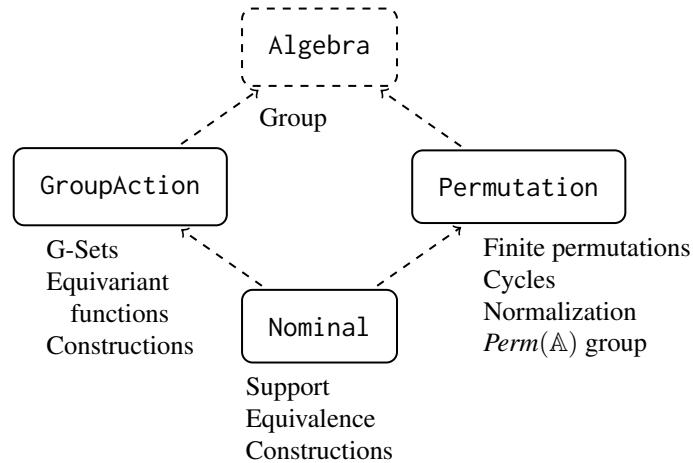 Algebra
Group
GroupAction
Permutation
G-Sets
Equivariant
functions
Constructions
Finite permutations
Cycles
Normalization
Perm(𝔸) group
Nominal
Support
Equivalence
Constructions